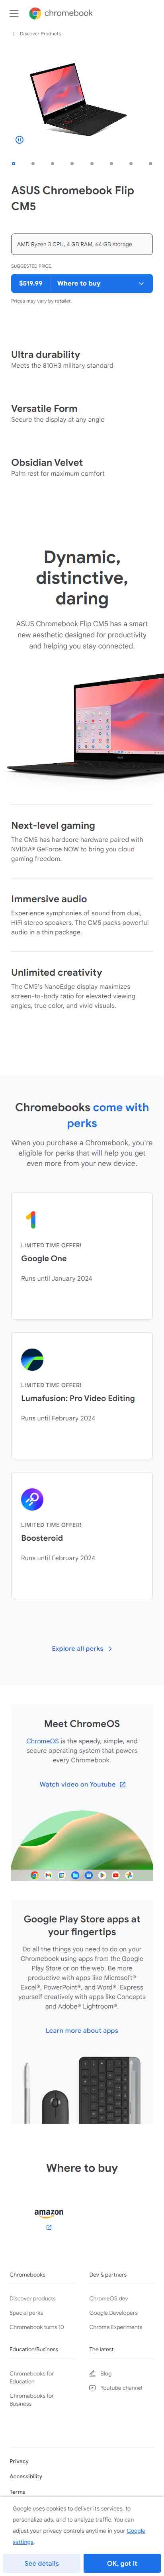 chromebook
Discover Products
ASUS Chromebook Flip
CM5
AMD Ryzen 3 CPU, 4 GB RAM, 64 GB storage
SUGGESTED PRICE
$519.99 Where to buy
Prices may vary by retailer.
Ultra durability
Meets the 810H3 military standard
Versatile Form
Secure the display at any angle
Obsidian Velvet
Palm rest for maximum comfort
Dynamic,
distinctive,
daring
ASUS Chromebook Flip CM5 has a smart
new aesthetic designed for productivity
and helping you stay connected.
Next-level gaming
The CM5 has hardcore hardware paired with
NVIDIA® GeForce NOW to bring you cloud
gaming freedom.
Immersive audio
Experience symphonies of sound from dual,
HiFi stereo speakers. The CM5 packs powerful
audio in a thin package.
Unlimited creativity
The CM5's NanoEdge display maximizes
screen-to-body ratio for elevated viewing
angles, true color, and vivid visuals.
Chromebooks come with
perks
When you purchase a Chromebook, you're
eligible for perks that will help you get
even more from your new device.
LIMITED TIME OFFER!
Google One
Runs until January 2024
LIMITED TIME OFFER!
Lumafusion: Pro Video Editing
Runs until February 2024
LIMITED TIME OFFER!
Boosteroid
Runs until February 2024
Explore all perks
Meet ChromeOS
ChromeOS is the speedy, simple, and
secure operating system that powers
every Chromebook.
Watch video on Youtube
Google Play Store apps at
your fingertips
Do all the things you need to do on your
Chromebook using apps from the Google
Play Store or on the web. Be more
productive with apps like Microsoft®
Excel®, PowerPoint®, and Word®. Express
yourself creatively with apps like Concepts
and Adobe® Lightroom®.
Learn more about apps
Where to buy
amazon
Chromebooks
Dev & partners
Discover products
ChromeOS.dev
Special perks
Google Developers
Chromebook turns 10
Chrome Experiments
Education/Business
The latest
Chromebooks for
Education
Blog
Chromebooks for
Business
Youtube channel
Privacy
Accessibility
Terms
Google uses cookies to deliver its services, to
personalize ads, and to analyze traffic. You can
adjust your privacy controls anytime in your Google
settings.
See details
OK, got it